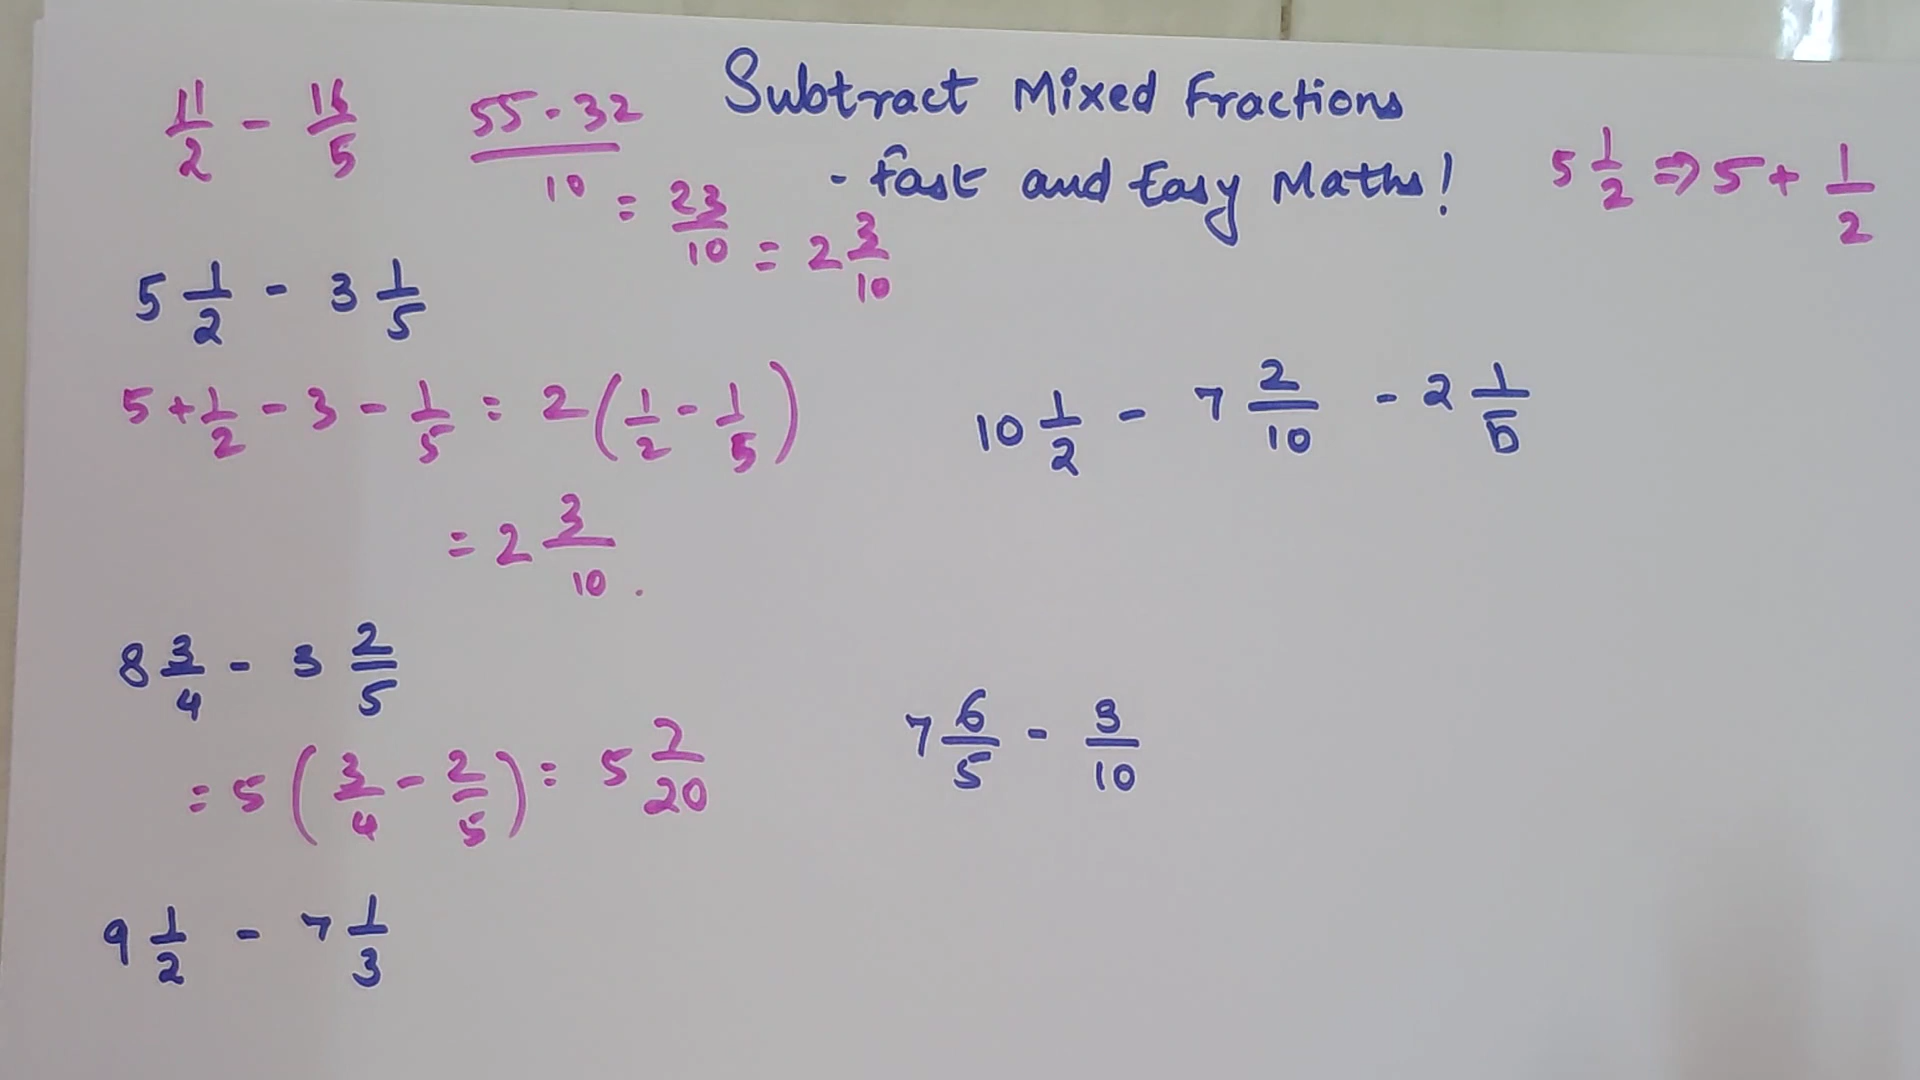 Subtract Mixed Fractions
- Fast and Easy Maths!
11/2 - 16/5
55-32/10 = 23/10 = 2 3/10
5 1/2 ⇒ 5 + 1/2
5 1/2 - 3 1/5
5 + 1/2 - 3 - 1/5 = 2 (1/2 - 1/5)
= 2 3/10 .
8 3/4 - 3 2/5
= 5 (3/4 - 2/5) = 5 7/20
9 1/2 - 7 1/3
10 1/2 - 7 2/10 - 2 1/5
7 6/5 - 3/10